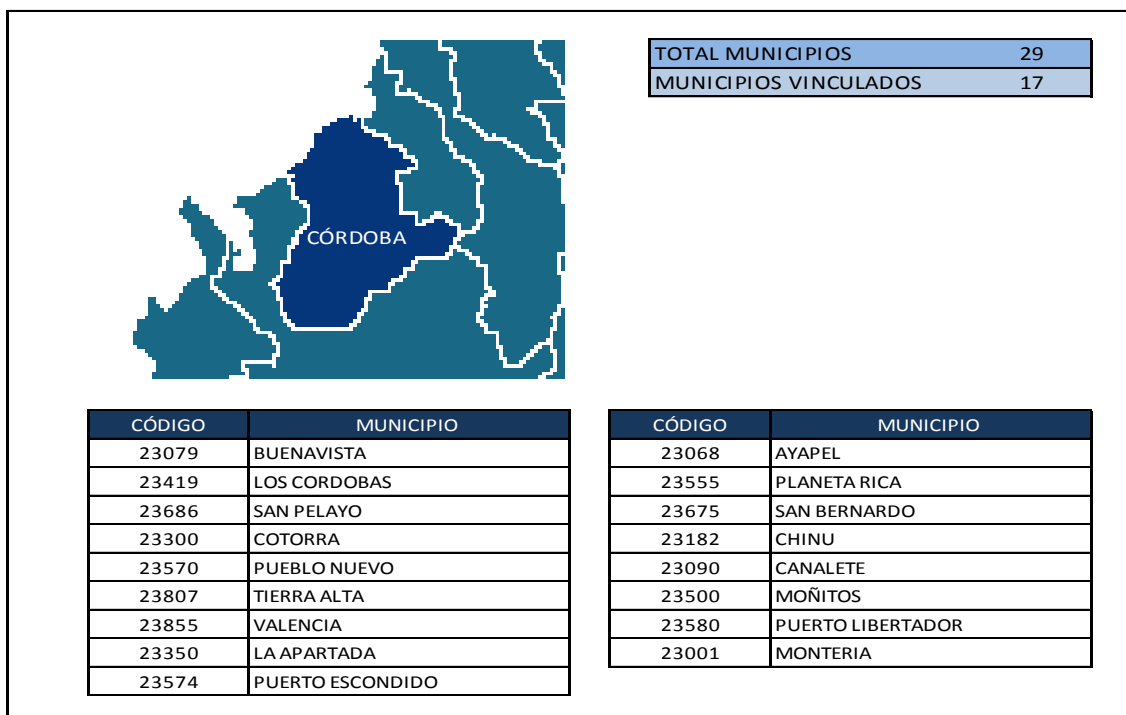 TOTAL MUNICIPIOS 29
MUNICIPIOS VINCULADOS 17
CÓRDOBA
CÓDIGO MUNICIPIO
23079 BUENAVISTA
23419 LOS CORDOBAS
23686 SAN PELAYO
23300 COTORRA
23570 PUEBLO NUEVO
23807 TIERRA ALTA
23855 VALENCIA
23350 LA APARTADA
23574 PUERTO ESCONDIDO
CÓDIGO MUNICIPIO
23068 AYAPEL
23555 PLANETA RICA
23675 SAN BERNARDO
23182 CHINU
23090 CANALETE
23500 MOÑITOS
23580 PUERTO LIBERTADOR
23001 MONTERIA